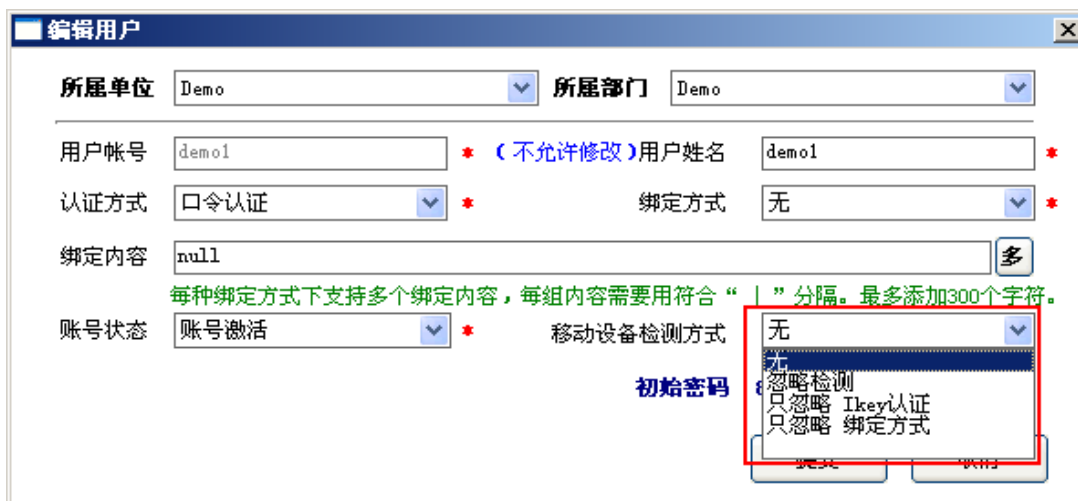 编辑用户
所属单位 Demo 所属部门 Demo
用户帐号 demo1 * (不允许修改)用户姓名 demo1 *
认证方式 口令认证 * 绑定方式 无 *
绑定内容 null 多
每种绑定方式下支持多个绑定内容，每组内容需要用符合“ | ”分隔。最多添加300个字符。
账号状态 账号激活 * 移动设备检测方式 无
无
忽略检测
初始密码
只忽略 Ikey认证
只忽略 绑定方式